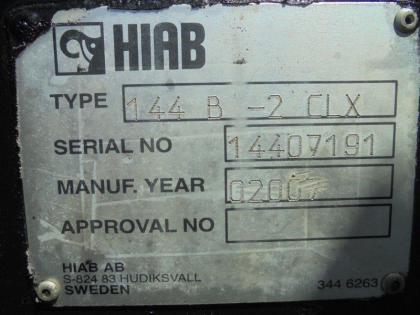 HIAB
TYPE 144 B -2 CLX
SERIAL NO 14407191
MANUF. YEAR 02007
APPROVAL NO
HIAB AB
S-824 83 HUDIKSVALL
SWEDEN 344 6263